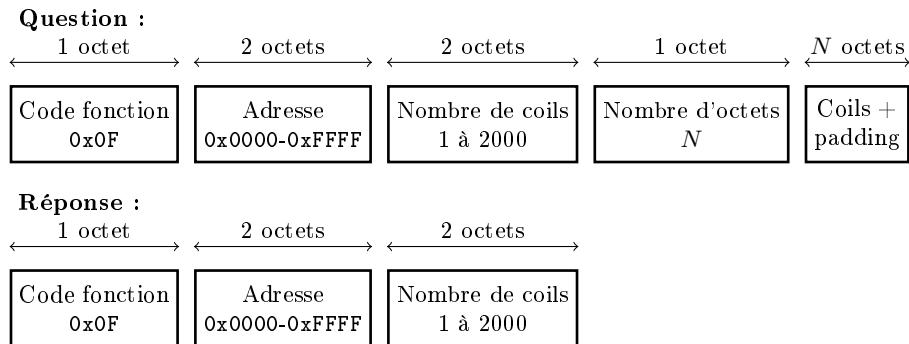 Question :
1 octet 2 octets 2 octets 1 octet N octets
Code fonction Adresse Nombre de coils Nombre d'octets Coils +
0x0F 0x0000-0xFFFF 1 à 2000 N padding
Réponse :
1 octet 2 octets 2 octets
Code fonction Adresse Nombre de coils
0x0F 0x0000-0xFFFF 1 à 2000